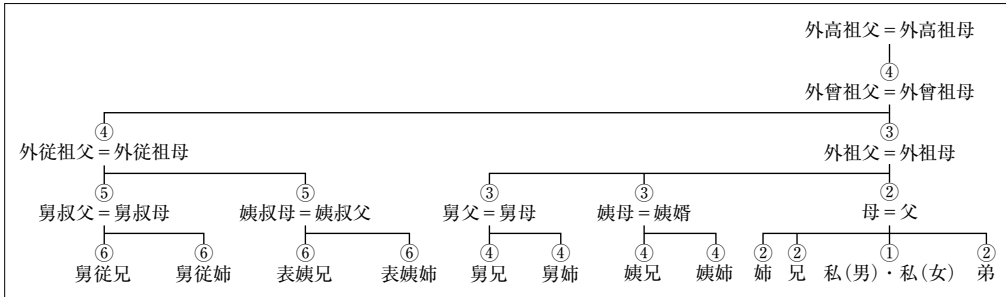 外高祖父＝外高祖母
④
外曾祖父＝外曾祖母
④ ③
外従祖父＝外従祖母 外祖父＝外祖母
⑤ ⑤ ③ ③ ②
舅叔父＝舅叔母 姨叔母＝姨叔父 舅父＝舅母 姨母＝姨婿 母＝父
⑥ ⑥ ⑥ ⑥ ④ ④ ④ ④ ② ② ① ②
舅従兄 舅従姉 表姨兄 表姨姉 舅兄 舅姉 姨兄 姨姉 姉 兄 私（男）・私（女） 弟